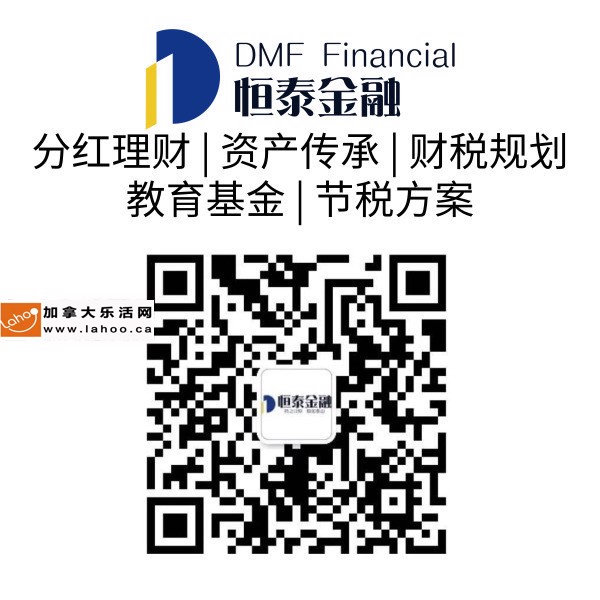 DMF Financial
恒泰金融
分红理财 | 资产传承 | 财税规划
教育基金 | 节税方案
加拿大乐活网
Lahoo
www.lahoo.ca
恒泰金融